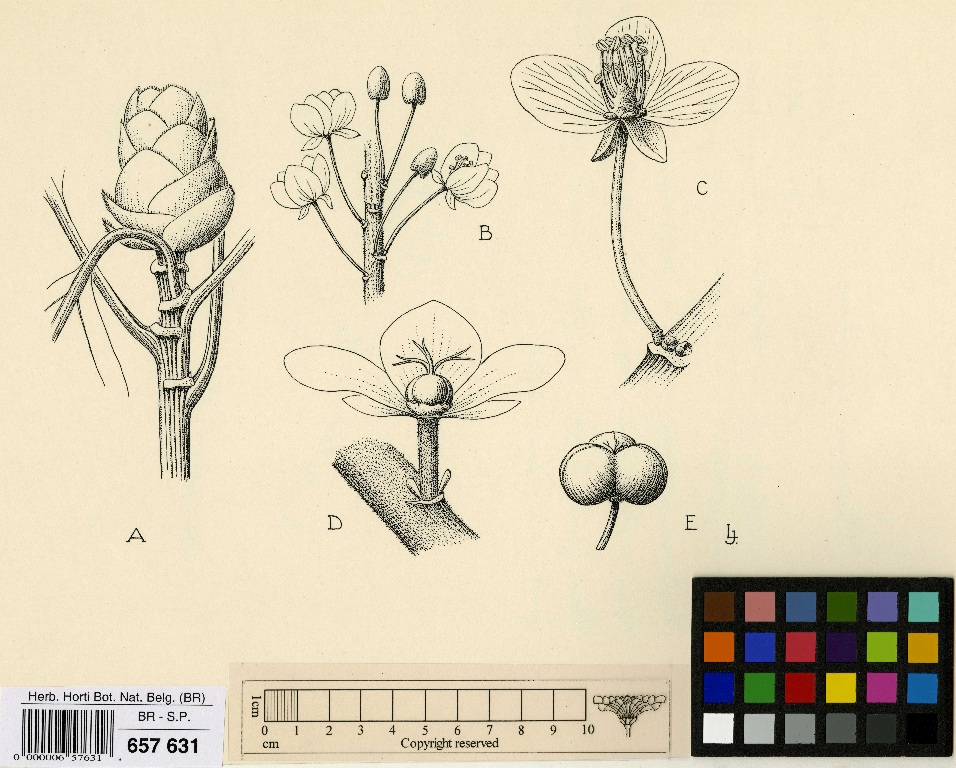 A
B
C
D
E
Herb. Horti Bot. Nat. Belg. (BR)
BR - S.P.
657 631
0 000006 57631
1cm
0 1 2 3 4 5 6 7 8 9 10
cm
Copyright reserved